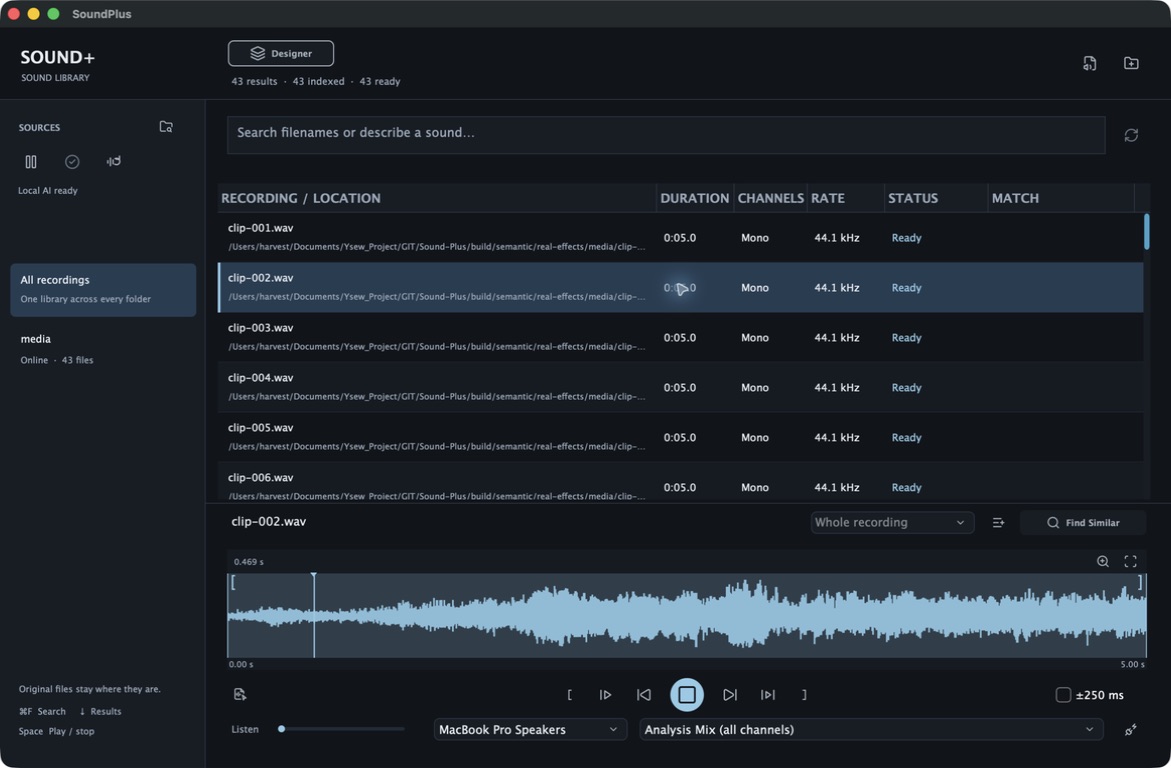 SoundPlus
SOUND+
SOUND LIBRARY
Designer
43 results · 43 indexed · 43 ready
SOURCES
Local AI ready
All recordings
One library across every folder
media
Online · 43 files
Original files stay where they are.
⌘F Search ↓ Results
Space Play / stop
Search filenames or describe a sound...
RECORDING / LOCATION DURATION CHANNELS RATE STATUS MATCH
clip-001.wav
/Users/harvest/Documents/Ysew_Project/GIT/Sound-Plus/build/semantic/real-effects/media/clip-...
0:05.0 Mono 44.1 kHz Ready
clip-002.wav
/Users/harvest/Documents/Ysew_Project/GIT/Sound-Plus/build/semantic/real-effects/media/clip-...
Mono 44.1 kHz Ready
clip-003.wav
/Users/harvest/Documents/Ysew_Project/GIT/Sound-Plus/build/semantic/real-effects/media/clip-...
0:05.0 Mono 44.1 kHz Ready
clip-004.wav
/Users/harvest/Documents/Ysew_Project/GIT/Sound-Plus/build/semantic/real-effects/media/clip-...
0:05.0 Mono 44.1 kHz Ready
clip-005.wav
/Users/harvest/Documents/Ysew_Project/GIT/Sound-Plus/build/semantic/real-effects/media/clip-...
0:05.0 Mono 44.1 kHz Ready
clip-006.wav
/Users/harvest/Documents/Ysew_Project/GIT/Sound-Plus/build/semantic/real-effects/media/clip-...
0:05.0 Mono 44.1 kHz Ready
clip-002.wav
Whole recording
Find Similar
0.469 s
0.00 s 5.00 s
±250 ms
Listen
MacBook Pro Speakers
Analysis Mix (all channels)